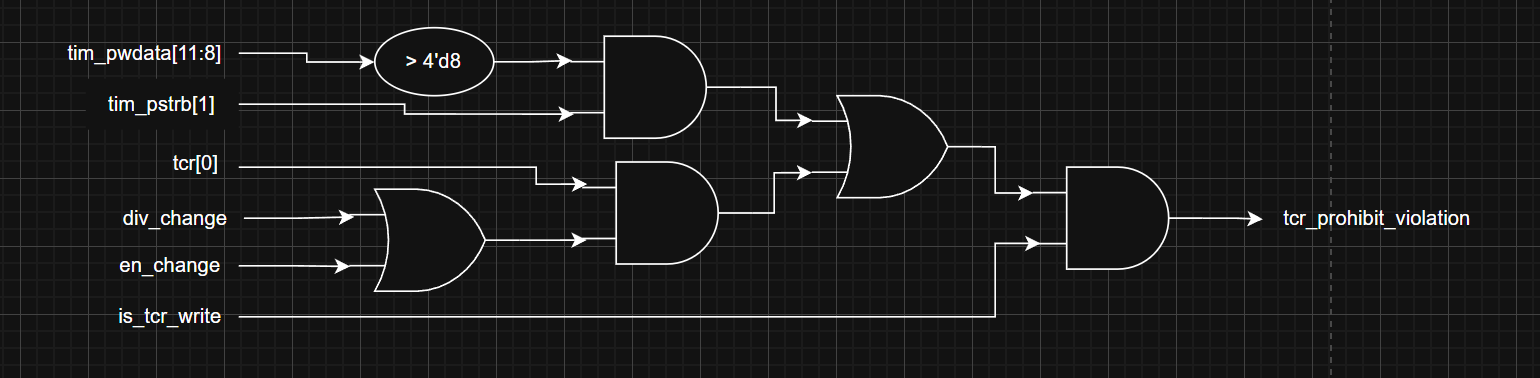 tim_pwdata[11:8]
> 4'd8
tim_pstrb[1]
tcr[0]
div_change
en_change
is_tcr_write
tcr_prohibit_violation